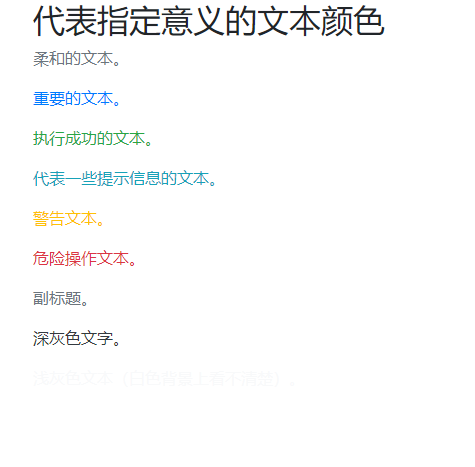 代表指定意义的文本颜色
柔和的文本。
重要的文本。
执行成功的文本。
代表一些提示信息的文本。
警告文本。
危险操作文本。
副标题。
深灰色文字。
浅灰色文本（白色背景上看不清楚）。